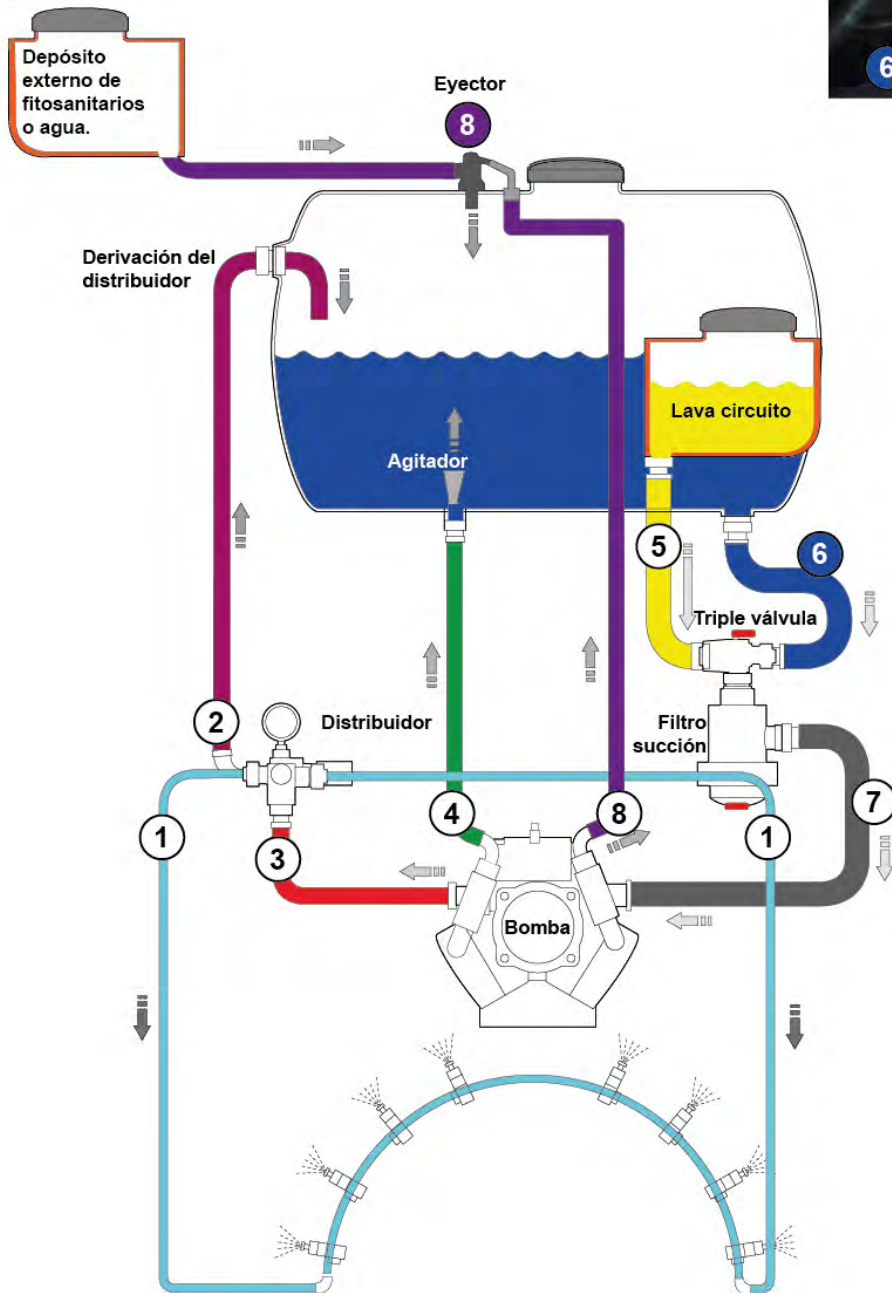 Depósito
externo de
fitosanitarios
o agua.
Eyector
8
6
Derivación del
distribuidor
Lava circuito
Agitador
5
6
Triple válvula
2
Distribuidor
Filtro
succión
1
3
4
8
1
7
Bomba